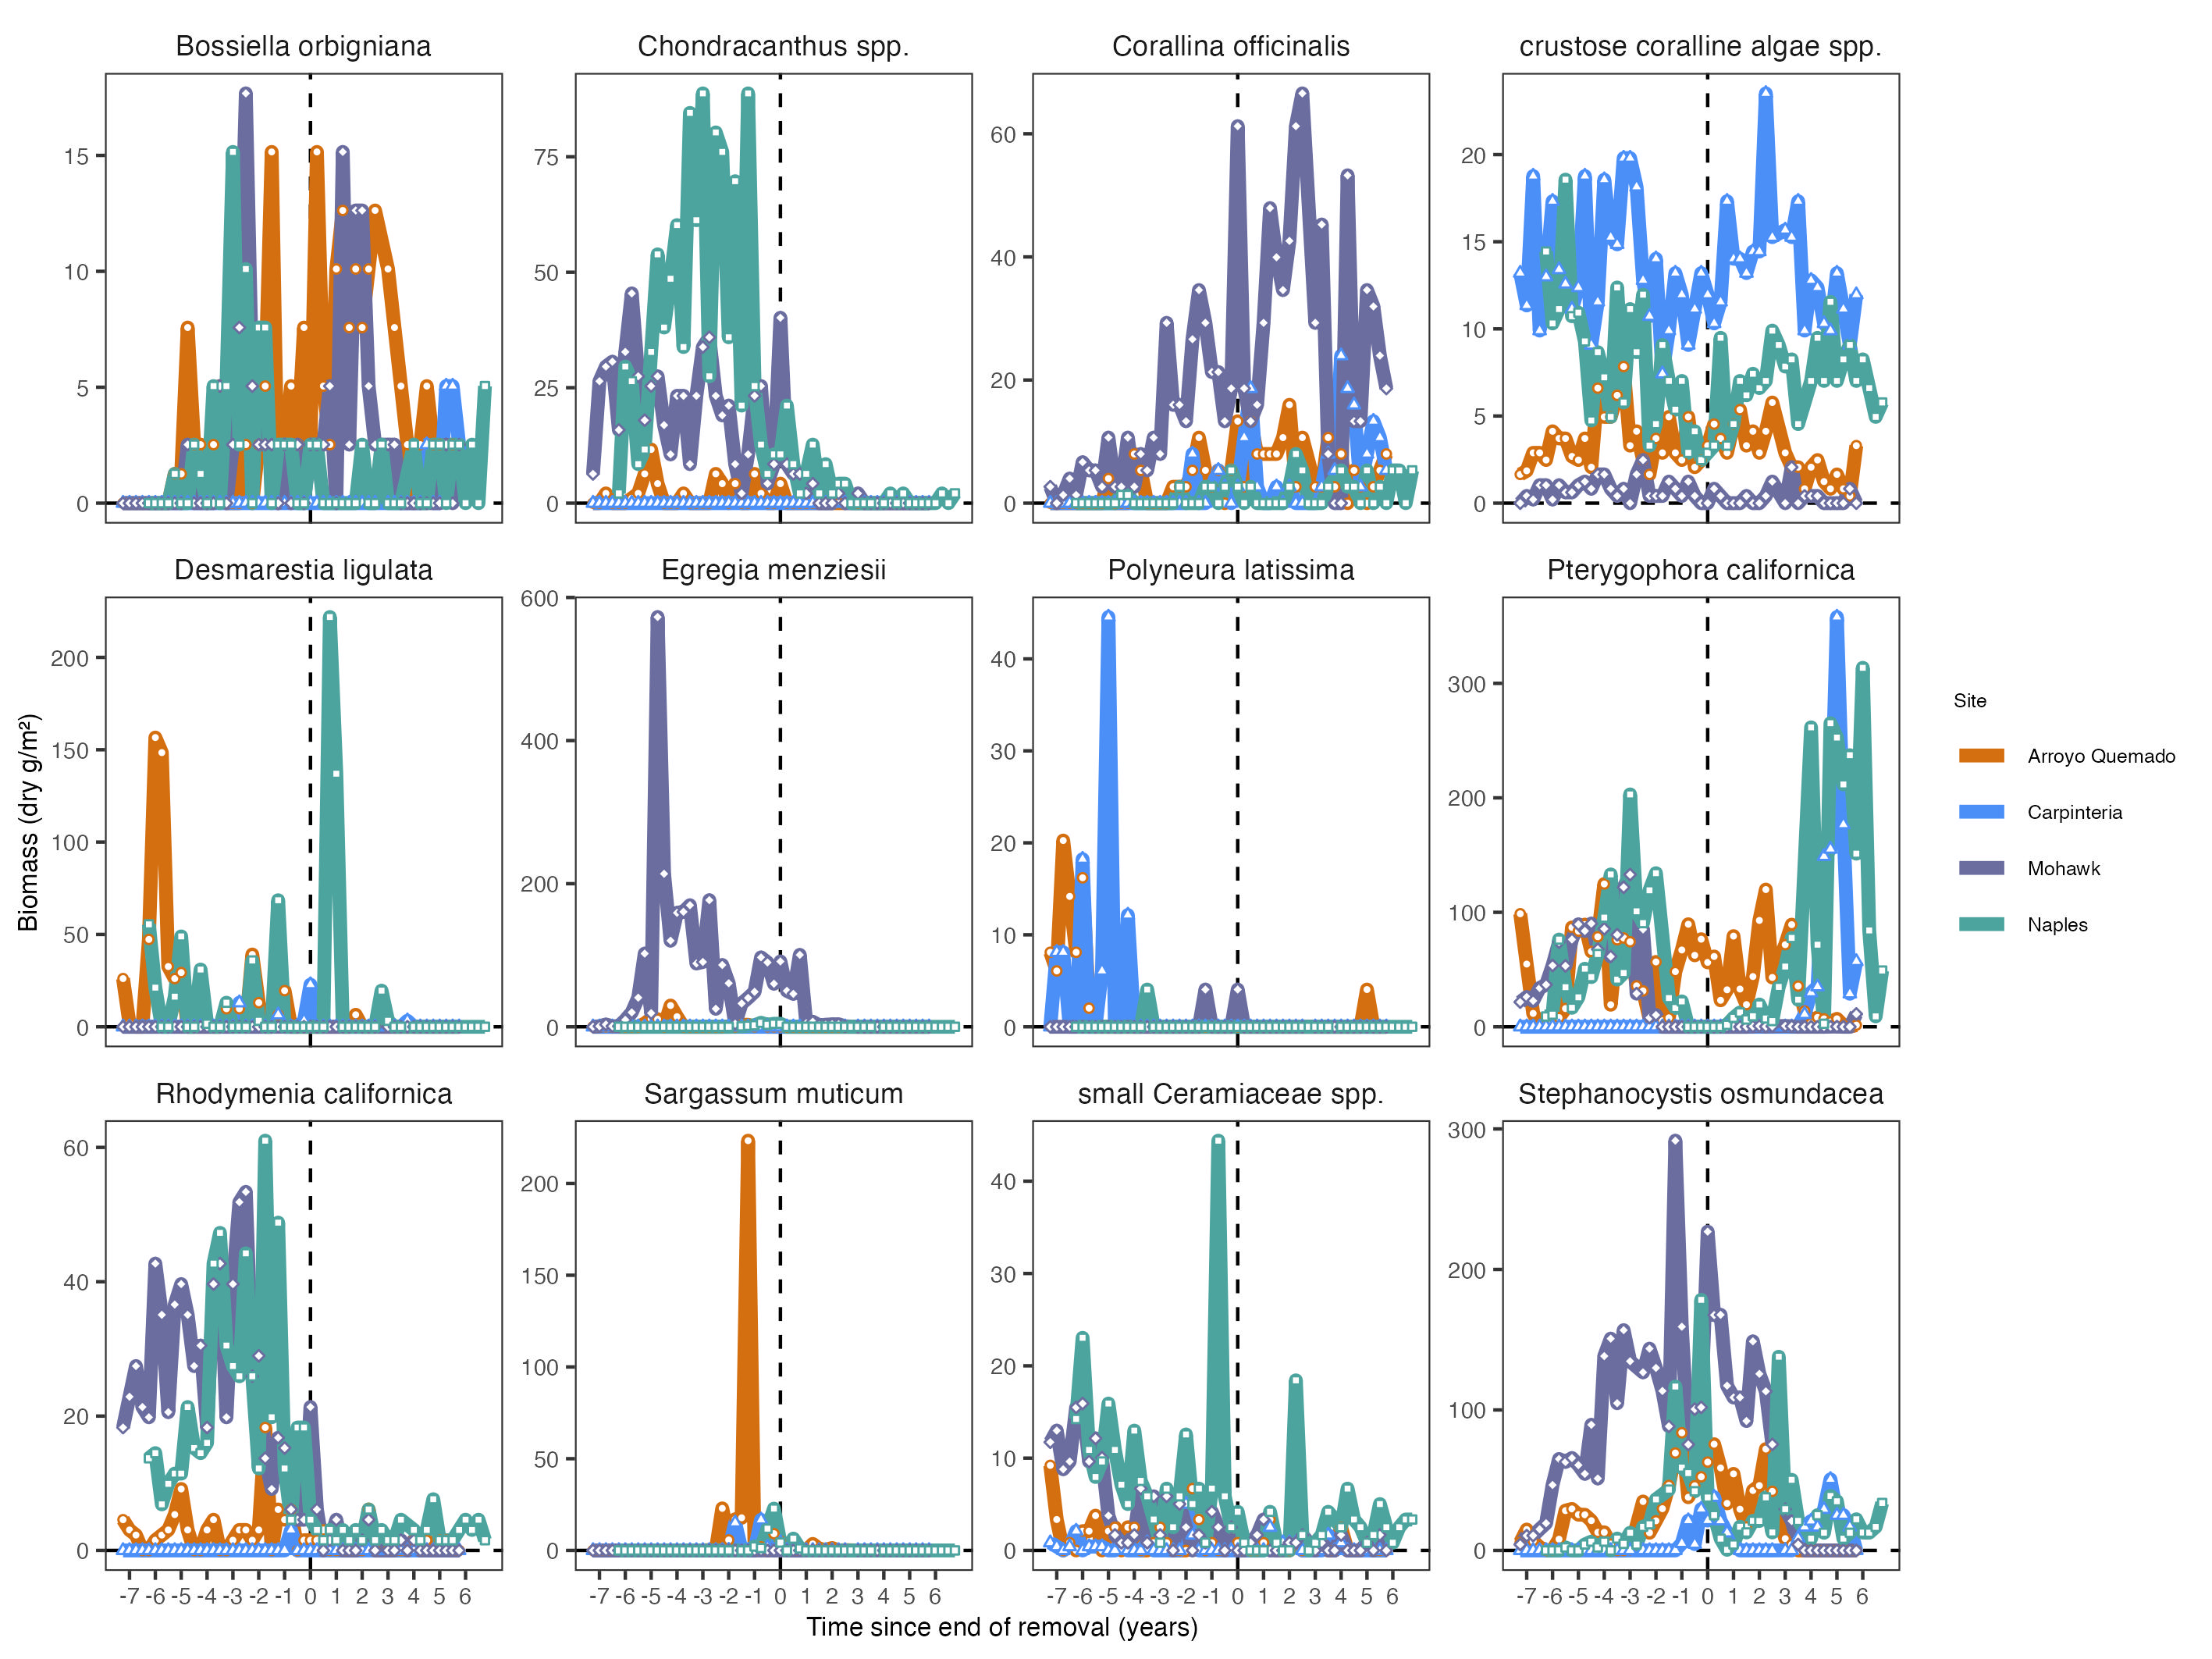 Bossiella orbigniana
Chondracanthus spp.
Corallina officinalis
crustose coralline algae spp.
15
10
5
0
75
50
25
0
60
40
20
0
20
15
10
5
0
Desmarestia ligulata
Egregia menziesii
Polyneura latissima
Pterygophora californica
200
150
100
50
0
600
400
200
0
40
30
20
10
0
300
200
100
0
Biomass (dry g/m²)
Site
Arroyo Quemado
Carpinteria
Mohawk
Naples
Rhodymenia californica
Sargassum muticum
small Ceramiaceae spp.
Stephanocystis osmundacea
60
40
20
0
200
150
100
50
0
40
30
20
10
0
300
200
100
0
-7 -6 -5 -4 -3 -2 -1 0 1 2 3 4 5 6
-7 -6 -5 -4 -3 -2 -1 0 1 2 3 4 5 6
-7 -6 -5 -4 -3 -2 -1 0 1 2 3 4 5 6
-7 -6 -5 -4 -3 -2 -1 0 1 2 3 4 5 6
Time since end of removal (years)